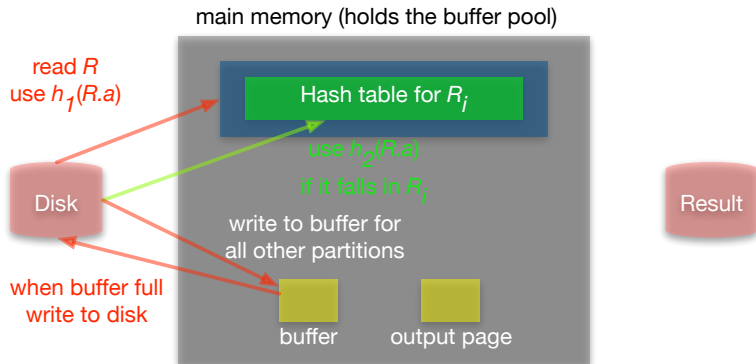 main memory (holds the buffer pool)
read R
use h1(R.a)
Hash table for Ri
use h2(R.a)
if it falls in Ri
Disk
Result
write to buffer for
all other partitions
when buffer full
write to disk
buffer
output page